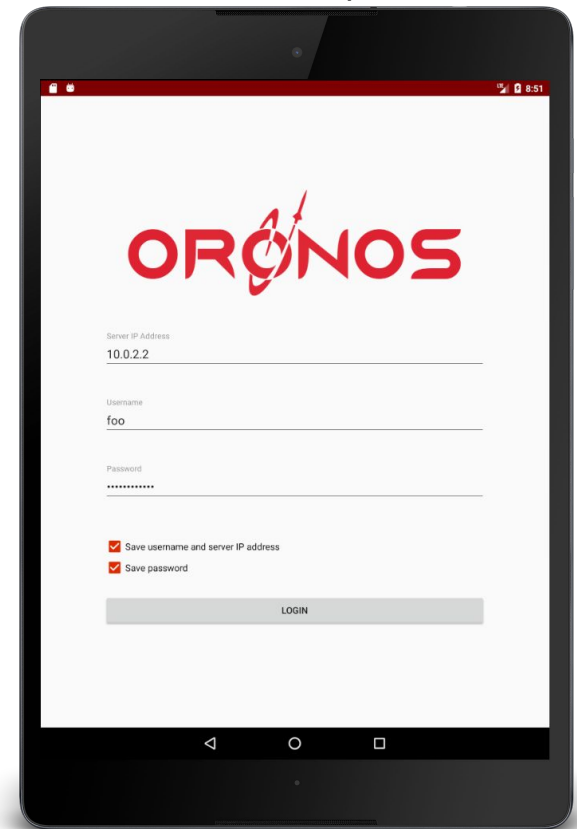 8:51
ORONOS
Server IP Address
10.0.2.2
Username
foo
Password
••••••••••••
Save username and server IP address
Save password
LOGIN